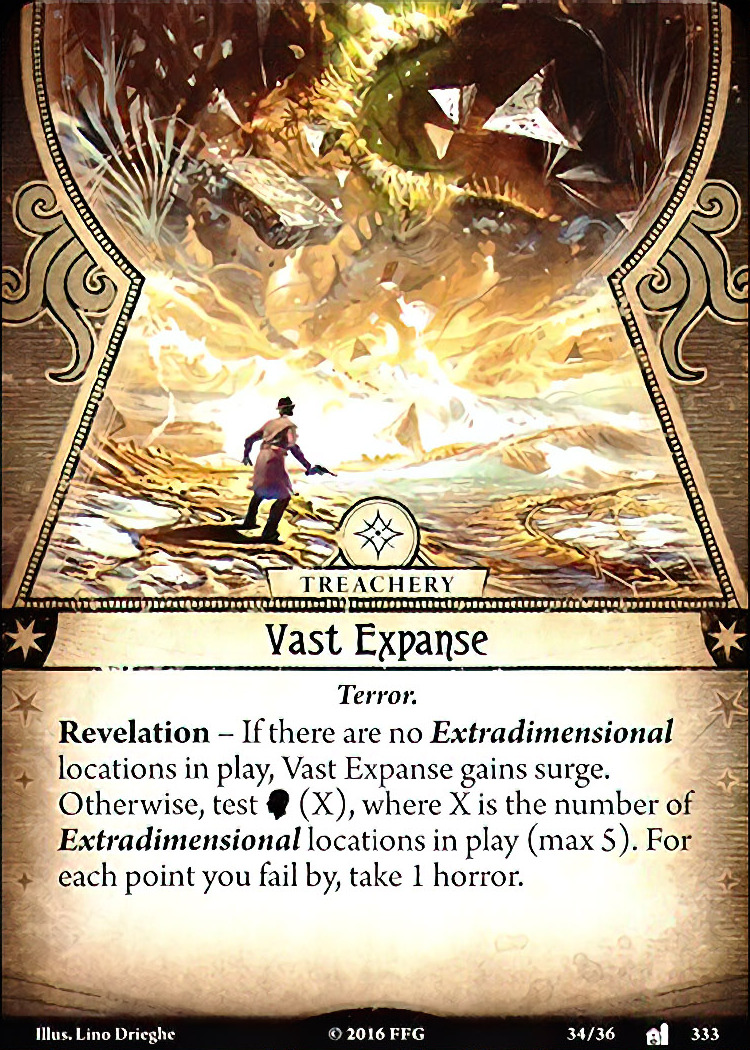 TREACHERY
Vast Expanse
Terror.
Revelation – If there are no Extradimensional
locations in play, Vast Expanse gains surge.
Otherwise, test (X), where X is the number of
Extradimensional locations in play (max 5). For
each point you fail by, take 1 horror.
Illus. Lino Drieghe © 2016 FFG 34/36 333